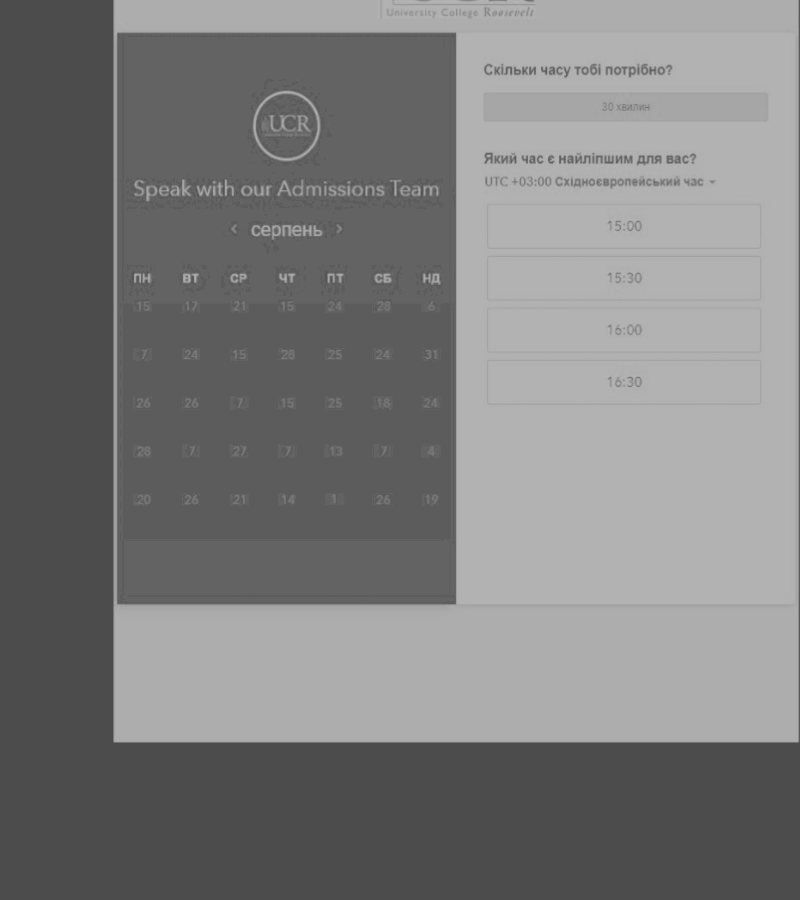 University College Roosevelt
UCR
Speak with our Admissions Team
серпень
ПН ВТ СР ЧТ ПТ СБ НД
15 17 21 15 24 28 6
7 24 15 28 25 24 31
26 26 7 15 25 18 24
28 7 27 7 13 7 4
20 26 21 14 1 26 19
Скільки часу тобі потрібно?
30 хвилин
Який час є найліпшим для вас?
UTC +03:00 Східноєвропейський час
15:00
15:30
16:00
16:30